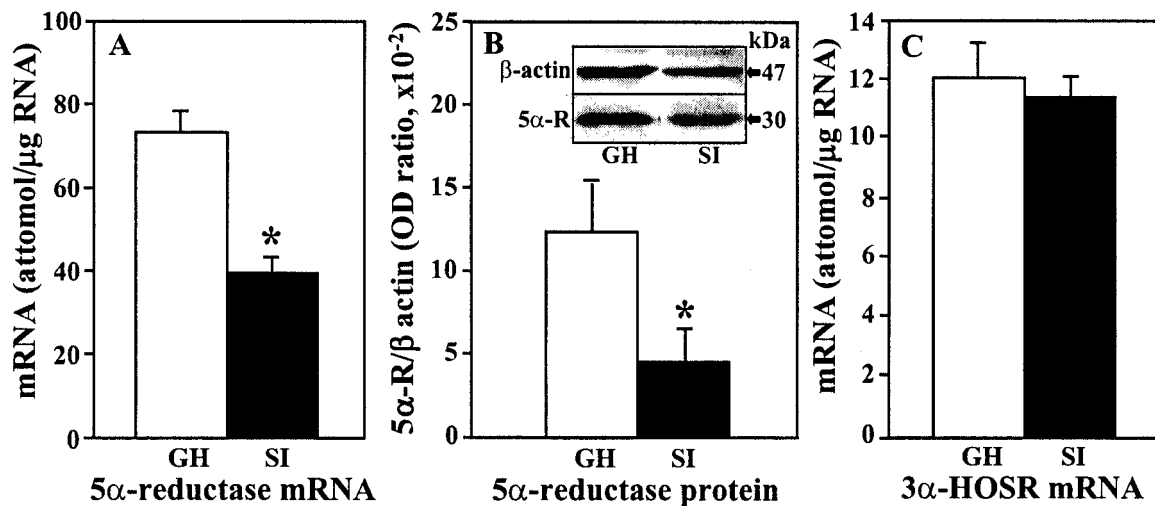 A
mRNA (attomol/µg RNA)
100
80
60
40
20
0
*
GH SI
5α-reductase mRNA
B
5α-R/β actin (OD ratio, x10-2)
25
20
15
10
5
0
kDa
β-actin 47
5α-R 30
GH SI
*
GH SI
5α-reductase protein
C
mRNA (attomol/µg RNA)
14
12
10
8
6
4
2
0
GH SI
3α-HOSR mRNA